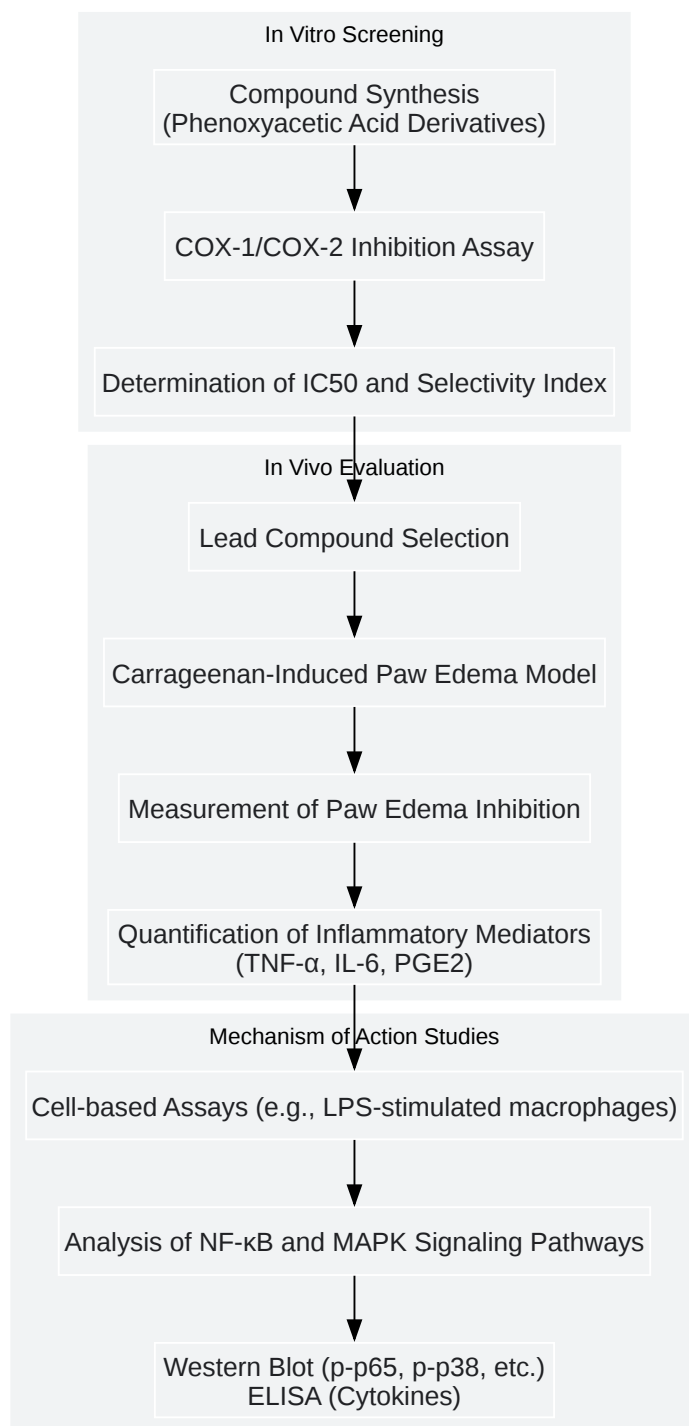 In Vitro Screening
Compound Synthesis
(Phenoxyacetic Acid Derivatives)
COX-1/COX-2 Inhibition Assay
Determination of IC50 and Selectivity Index
In Vivo Evaluation
Lead Compound Selection
Carrageenan-Induced Paw Edema Model
Measurement of Paw Edema Inhibition
Quantification of Inflammatory Mediators
(TNF-α, IL-6, PGE2)
Mechanism of Action Studies
Cell-based Assays (e.g., LPS-stimulated macrophages)
Analysis of NF-κB and MAPK Signaling Pathways
Western Blot (p-p65, p-p38, etc.)
ELISA (Cytokines)